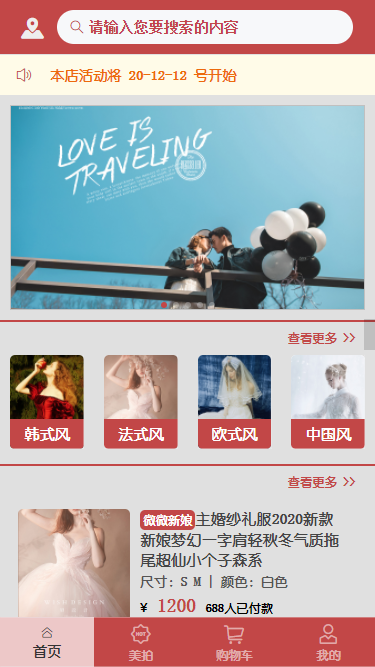 请输入您要搜索的内容
本店活动将 20-12-12 号开始
LOVE IS
TRAVELING
查看更多 >>
韩式风 法式风 欧式风 中国风
查看更多 >>
微微新娘 主婚纱礼服2020新款
新娘梦幻一字肩轻秋冬气质拖
尾超仙小个子森系
尺寸: S M | 颜色: 白色
¥ 1200 688人已付款
首页 美拍 购物车 我的
HOT